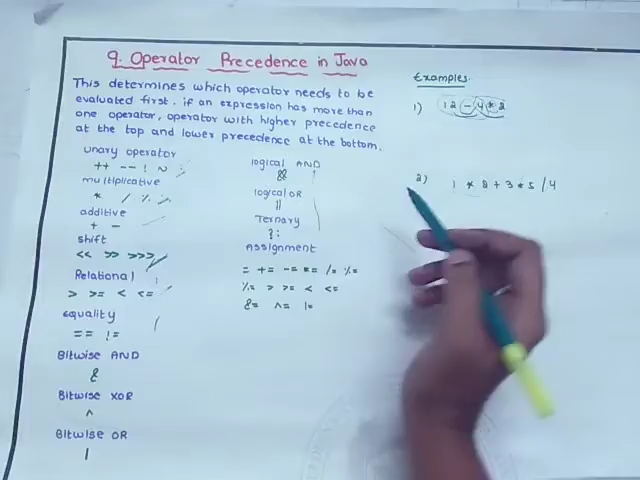 9. Operator Precedence in Java
This determines which operator needs to be
evaluated first. if an expression has more than
one operator, operator with higher precedence
at the top and lower precedence at the bottom.
unary operator
++ -- ! ~
multiplicative
* / %
additive
+ -
shift
<< >> >>>
Relational
> >= < <=
Equality
== !=
Bitwise AND
&
Bitwise XOR
^
Bitwise OR
|
logical AND
&&
logical OR
||
Ternary
?:
Assignment
= += -= *= /= %=
%= > >= < <=
&= ^= |=
Examples
1) 12 - 4 * 2
2) 1 * 2 + 3 * 5 / 4